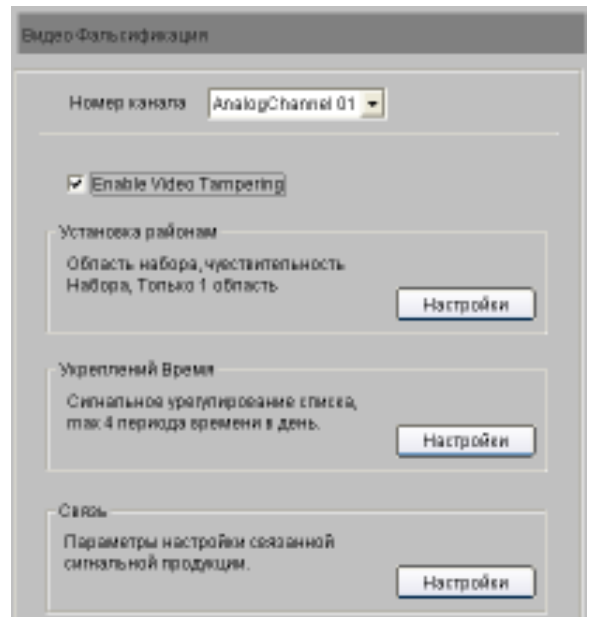 Видео Фальсификация
Номер канала AnalogChannel 01
Enable Video Tampering
Установка районам
Область набора, чуествительность
Набора, Только 1 область
Настройки
Укреплений Время
Сигнальное урегулирование списка,
max 4 периода времени в день.
Настройки
Связь
Параметры настройки связанной
сигнальной продукции.
Настройки